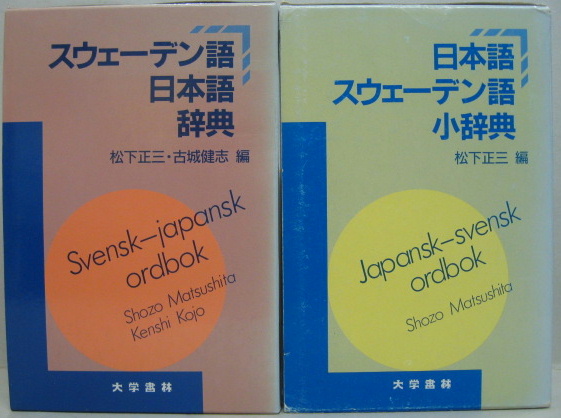 スウェーデン語
日本語
辞典
松下正三・古城健志 編
Svensk–japansk
ordbok
Shozo Matsushita
Kenshi Kojo
大学書林
日本語
スウェーデン語
小辞典
松下正三 編
Japansk–svensk
ordbok
Shozo Matsushita
大学書林